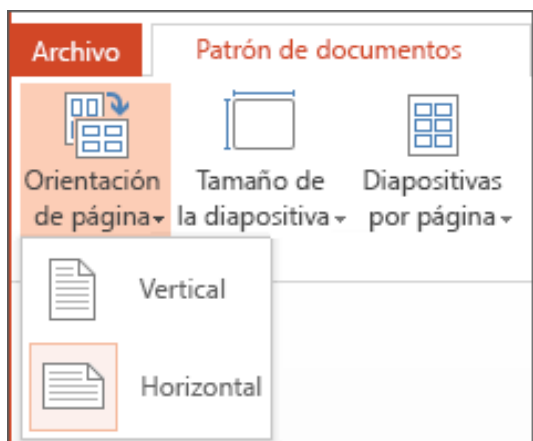 Archivo
Patrón de documentos
Orientación
de página
Tamaño de
la diapositiva
Diapositivas
por página
Vertical
Horizontal